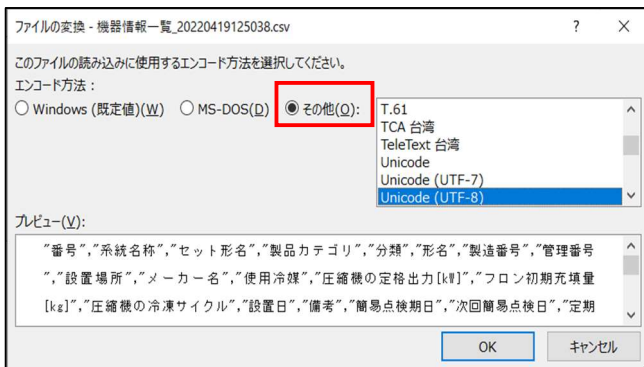 ファイルの変換 - 機器情報一覧_20220419125038.csv ? ×
このファイルの読み込みに使用するエンコード方法を選択してください。
エンコード方法：
Windows (既定値)(W) MS-DOS(D) その他(O):
T.61
TCA 台湾
TeleText 台湾
Unicode
Unicode (UTF-7)
Unicode (UTF-8)
プレビュー(V):
"番号","系統名称","セット形名","製品カテゴリ","分類","形名","製造番号","管理番号
","設置場所","メーカー名","使用冷媒","圧縮機の定格出力[kW]","フロン初期充填量
[kg]","圧縮機の冷凍サイクル","設置日","備考","簡易点検期日","次回簡易点検日","定期
OK キャンセル